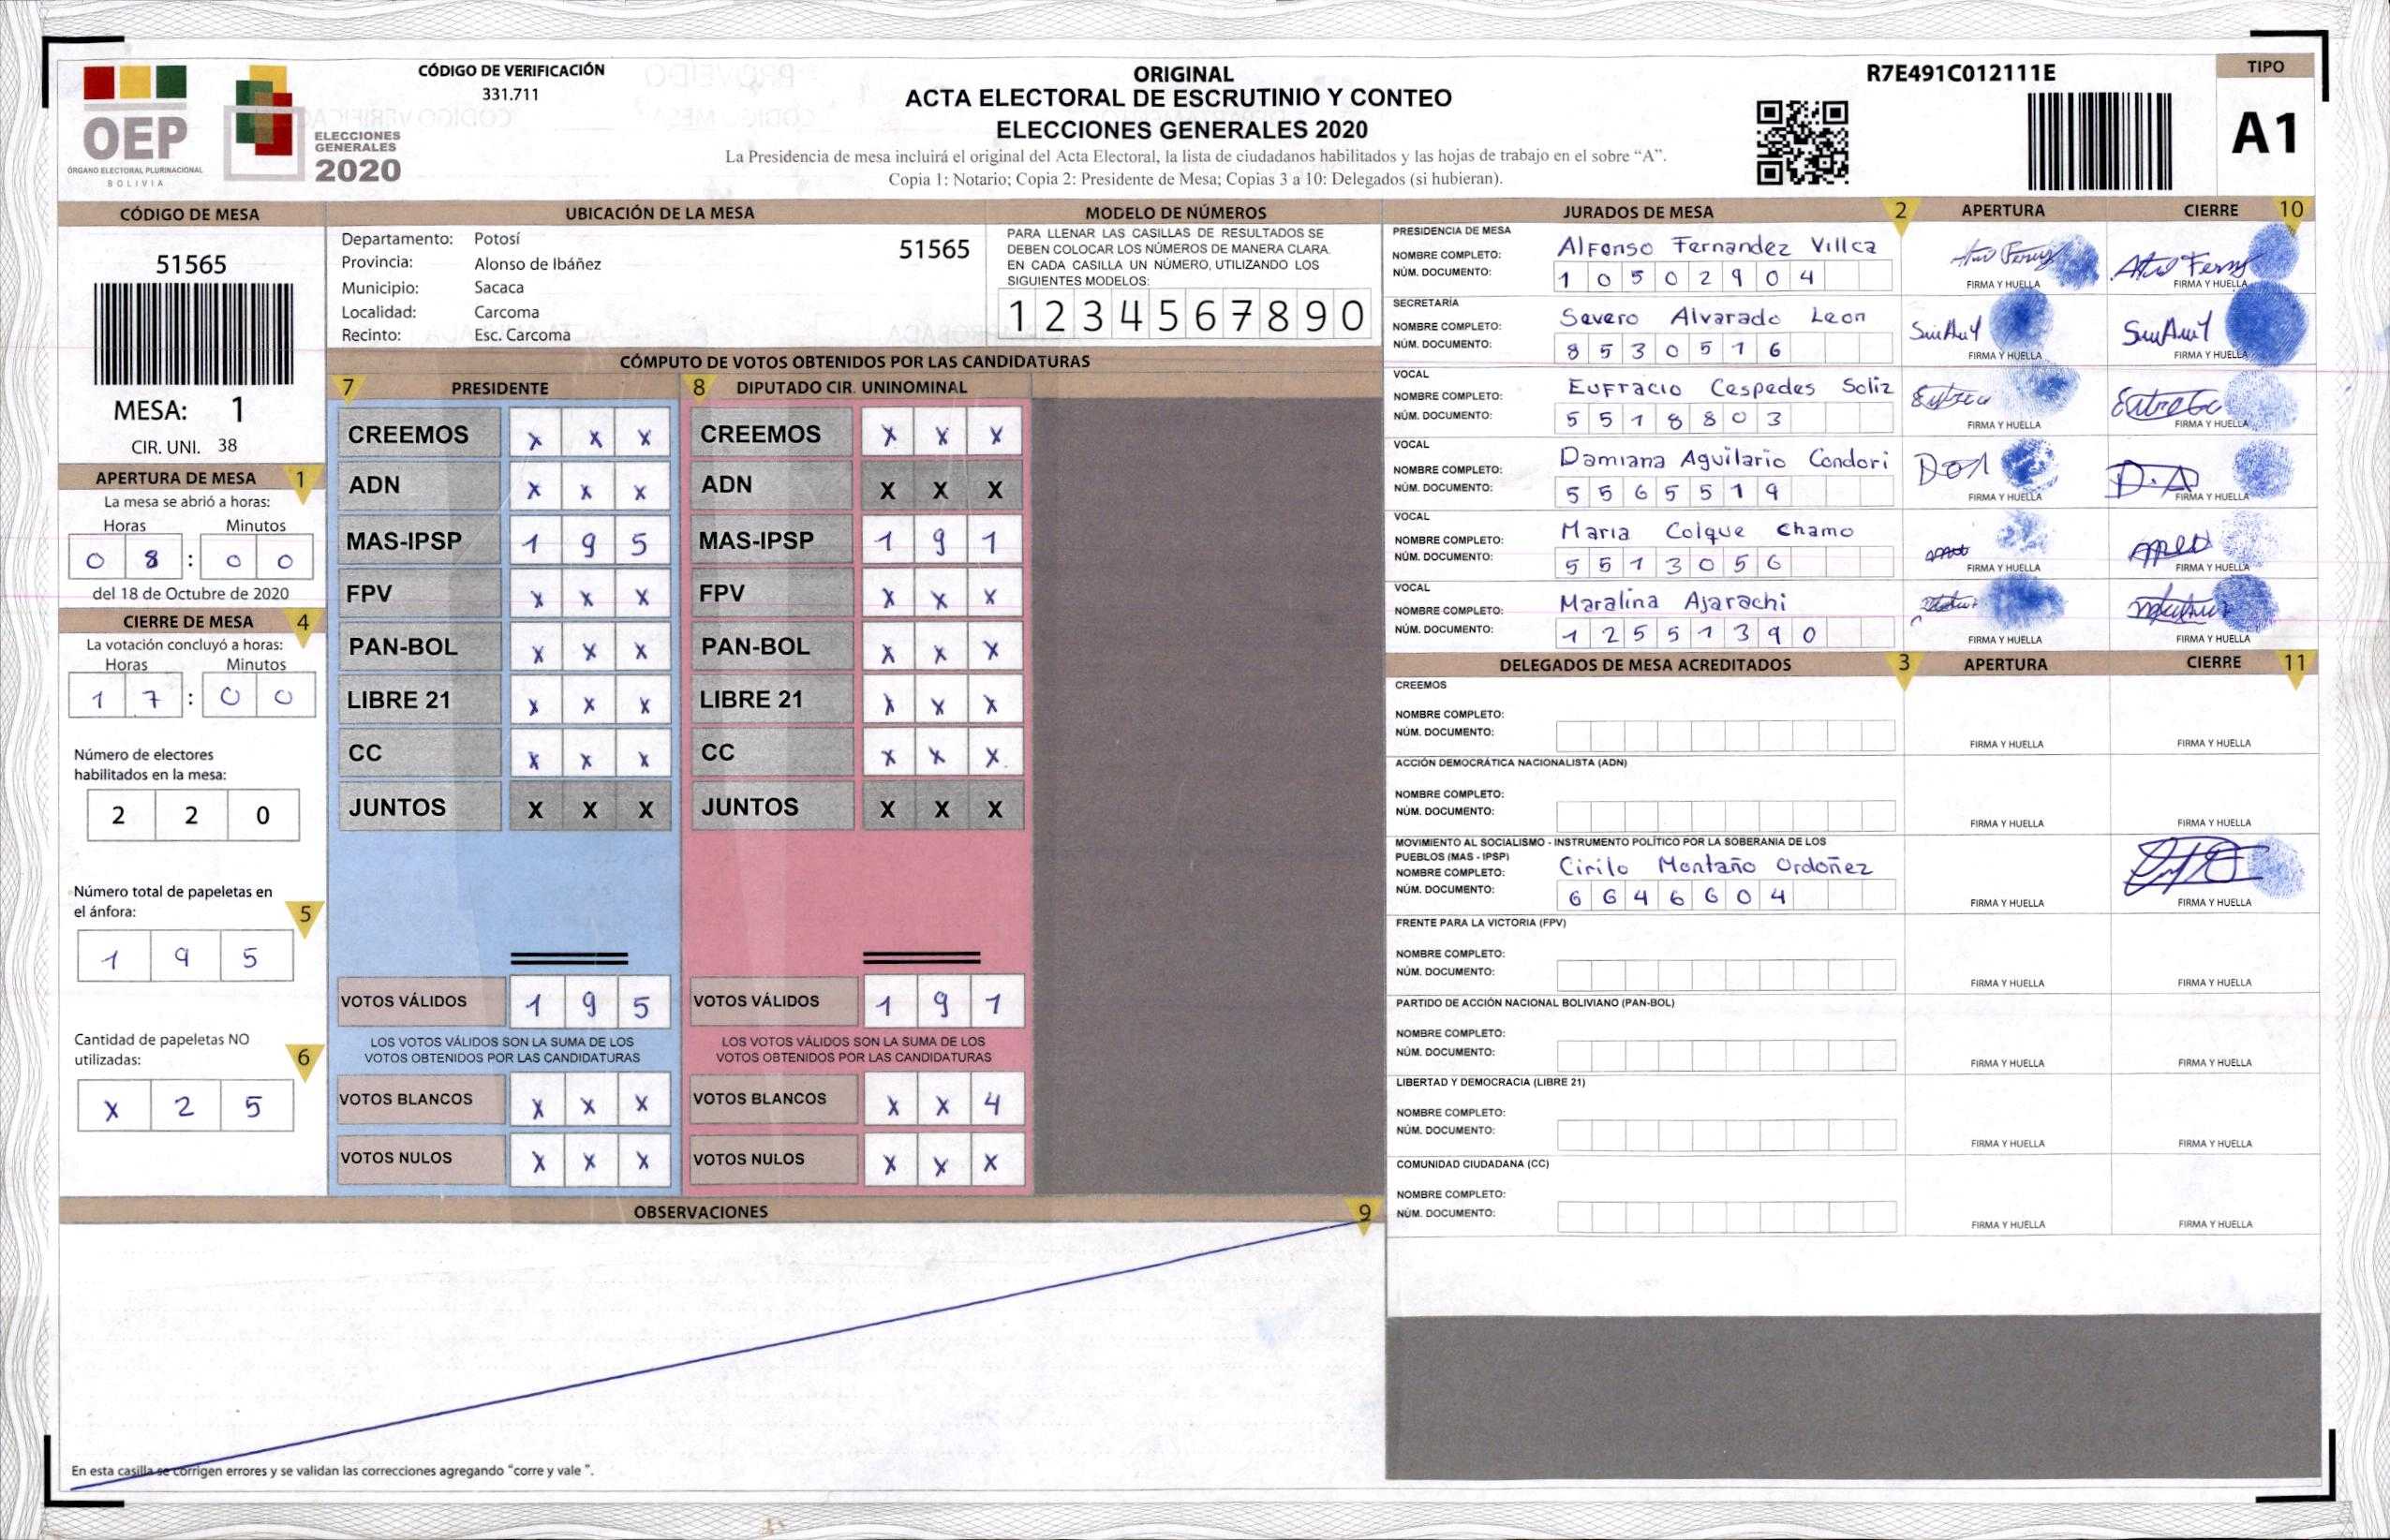 OEP
ÓRGANO ELECTORAL PLURINACIONAL
BOLIVIA
ELECCIONES
GENERALES
2020
CÓDIGO DE VERIFICACIÓN
331.711
ORIGINAL
ACTA ELECTORAL DE ESCRUTINIO Y CONTEO
ELECCIONES GENERALES 2020
La Presidencia de mesa incluirá el original del Acta Electoral, la lista de ciudadanos habilitados y las hojas de trabajo en el sobre “A”.
Copia 1: Notario; Copia 2: Presidente de Mesa; Copias 3 a 10: Delegados (si hubieran).
R7E491C012111E
TIPO
A1
CÓDIGO DE MESA
51565
MESA: 1
CIR. UNI. 38
APERTURA DE MESA 1
La mesa se abrió a horas:
Horas Minutos
0 8 : 0 0
del 18 de Octubre de 2020
CIERRE DE MESA 4
La votación concluyó a horas:
Horas Minutos
1 7 : 0 0
Número de electores
habilitados en la mesa:
2 2 0
Número total de papeletas en
el ánfora: 5
1 9 5
Cantidad de papeletas NO
utilizadas: 6
X 2 5
UBICACIÓN DE LA MESA
Departamento: Potosí 51565
Provincia: Alonso de Ibáñez
Municipio: Sacaca
Localidad: Carcoma
Recinto: Esc. Carcoma
MODELO DE NÚMEROS
PARA LLENAR LAS CASILLAS DE RESULTADOS SE
DEBEN COLOCAR LOS NÚMEROS DE MANERA CLARA.
EN CADA CASILLA UN NÚMERO, UTILIZANDO LOS
SIGUIENTES MODELOS:
1 2 3 4 5 6 7 8 9 0
CÓMPUTO DE VOTOS OBTENIDOS POR LAS CANDIDATURAS
7 PRESIDENTE
CREEMOS X X X
ADN X X X
MAS-IPSP 1 9 5
FPV X X X
PAN-BOL X X X
LIBRE 21 X X X
CC X X X
JUNTOS X X X
VOTOS VÁLIDOS 1 9 5
LOS VOTOS VÁLIDOS SON LA SUMA DE LOS
VOTOS OBTENIDOS POR LAS CANDIDATURAS
VOTOS BLANCOS X X X
VOTOS NULOS X X X
8 DIPUTADO CIR. UNINOMINAL
CREEMOS X X X
ADN X X X
MAS-IPSP 1 9 1
FPV X X X
PAN-BOL X X X
LIBRE 21 X X X
CC X X X
JUNTOS X X X
VOTOS VÁLIDOS 1 9 1
LOS VOTOS VÁLIDOS SON LA SUMA DE LOS
VOTOS OBTENIDOS POR LAS CANDIDATURAS
VOTOS BLANCOS X X 4
VOTOS NULOS X X X
OBSERVACIONES 9
En esta casilla se corrigen errores y se validan las correcciones agregando “corre y vale ”.
JURADOS DE MESA 2 APERTURA CIERRE 10
PRESIDENCIA DE MESA
NOMBRE COMPLETO: Alfonso Fernandez Villca
NÚM. DOCUMENTO: 1 0 5 0 2 9 0 4
FIRMA Y HUELLA FIRMA Y HUELLA
SECRETARÍA
NOMBRE COMPLETO: Severo Alvarado Leon
NÚM. DOCUMENTO: 8 5 3 0 5 1 6
FIRMA Y HUELLA FIRMA Y HUELLA
VOCAL
NOMBRE COMPLETO: Eufracio Cespedes Soliz
NÚM. DOCUMENTO: 5 5 1 8 8 0 3
FIRMA Y HUELLA FIRMA Y HUELLA
VOCAL
NOMBRE COMPLETO: Damiana Aguilario Condori
NÚM. DOCUMENTO: 5 5 6 5 5 1 9
D.A
FIRMA Y HUELLA FIRMA Y HUELLA
VOCAL
NOMBRE COMPLETO: Maria Colque Chamo
NÚM. DOCUMENTO: 5 5 1 3 0 5 6
FIRMA Y HUELLA FIRMA Y HUELLA
VOCAL
NOMBRE COMPLETO: Maralina Ajarachi
NÚM. DOCUMENTO: 1 2 5 5 1 3 9 0
FIRMA Y HUELLA FIRMA Y HUELLA
DELEGADOS DE MESA ACREDITADOS 3 APERTURA CIERRE 11
CREEMOS
NOMBRE COMPLETO:
NÚM. DOCUMENTO:
FIRMA Y HUELLA FIRMA Y HUELLA
ACCIÓN DEMOCRÁTICA NACIONALISTA (ADN)
NOMBRE COMPLETO:
NÚM. DOCUMENTO:
FIRMA Y HUELLA FIRMA Y HUELLA
MOVIMIENTO AL SOCIALISMO - INSTRUMENTO POLÍTICO POR LA SOBERANIA DE LOS
PUEBLOS (MAS - IPSP)
NOMBRE COMPLETO: Cirilo Montaño Ordoñez
NÚM. DOCUMENTO: 6 6 4 6 6 0 4
FIRMA Y HUELLA FIRMA Y HUELLA
FRENTE PARA LA VICTORIA (FPV)
NOMBRE COMPLETO:
NÚM. DOCUMENTO:
FIRMA Y HUELLA FIRMA Y HUELLA
PARTIDO DE ACCIÓN NACIONAL BOLIVIANO (PAN-BOL)
NOMBRE COMPLETO:
NÚM. DOCUMENTO:
FIRMA Y HUELLA FIRMA Y HUELLA
LIBERTAD Y DEMOCRACIA (LIBRE 21)
NOMBRE COMPLETO:
NÚM. DOCUMENTO:
FIRMA Y HUELLA FIRMA Y HUELLA
COMUNIDAD CIUDADANA (CC)
NOMBRE COMPLETO:
NÚM. DOCUMENTO:
FIRMA Y HUELLA FIRMA Y HUELLA